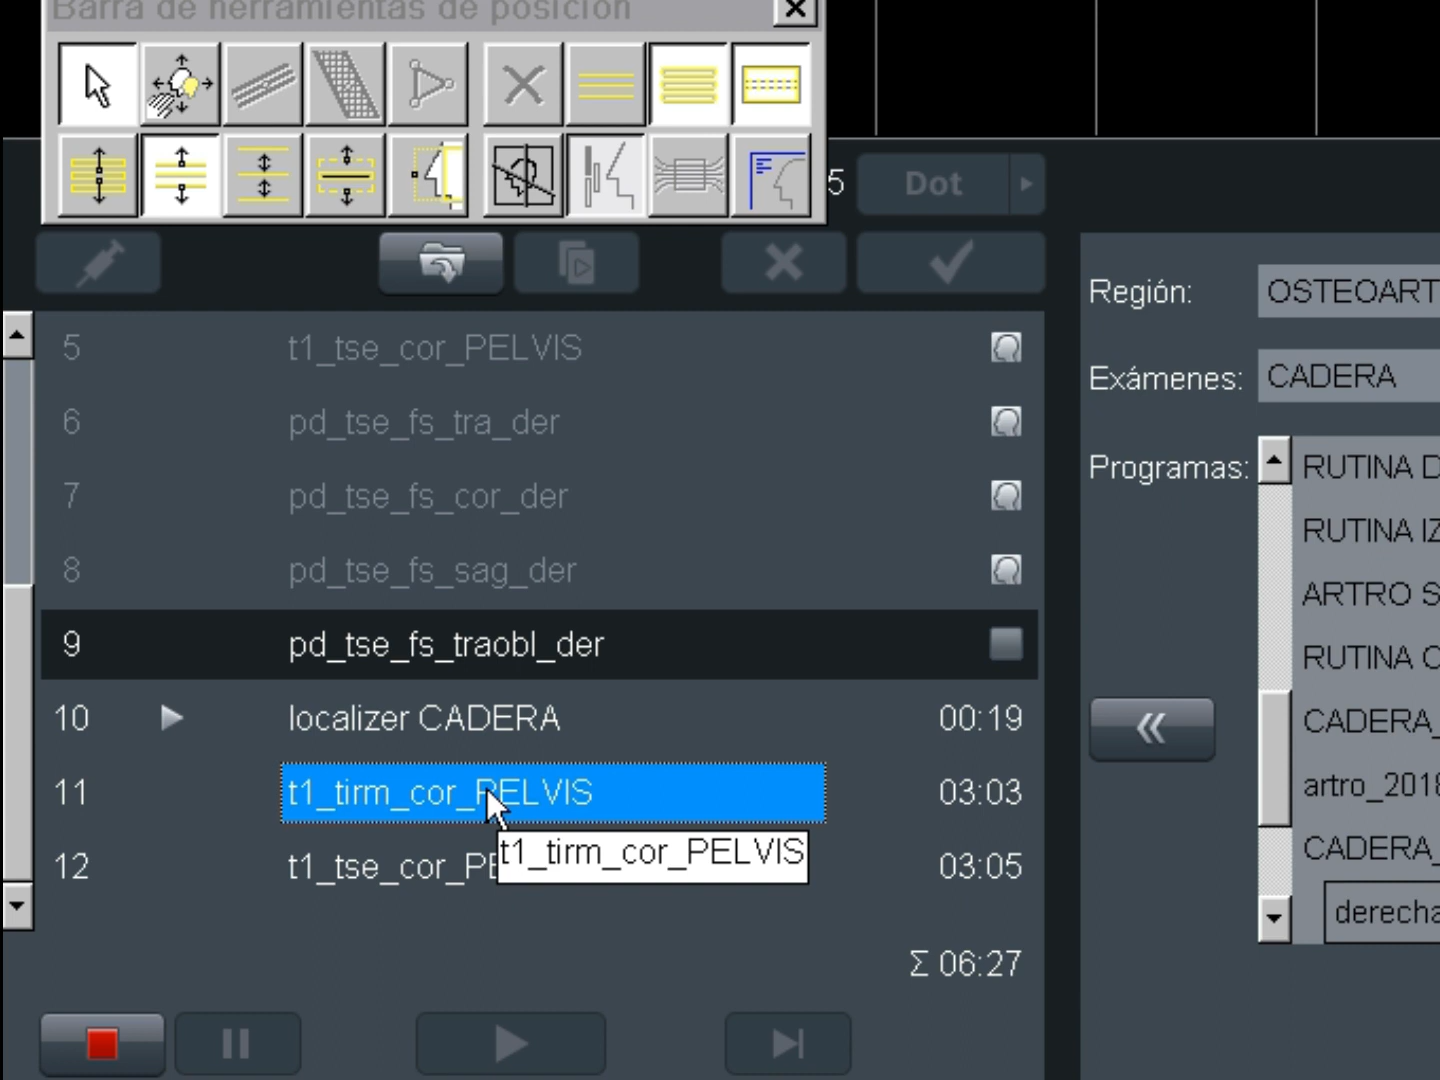 Barra de herramientas de posición
5
Dot
Región:
OSTEOART
5
t1_tse_cor_PELVIS
Exámenes:
CADERA
6
pd_tse_fs_tra_der
Programas:
RUTINA D
7
pd_tse_fs_cor_der
RUTINA IZ
8
pd_tse_fs_sag_der
ARTRO S
9
pd_tse_fs_traobl_der
RUTINA
10
localizer CADERA
00:19
CADERA_
11
t1_tirm_cor_PELVIS
03:03
artro_2018
t1_tirm_cor_PELVIS
CADERA_
12
t1_tse_cor_PE
03:05
derecha
Σ 06:27